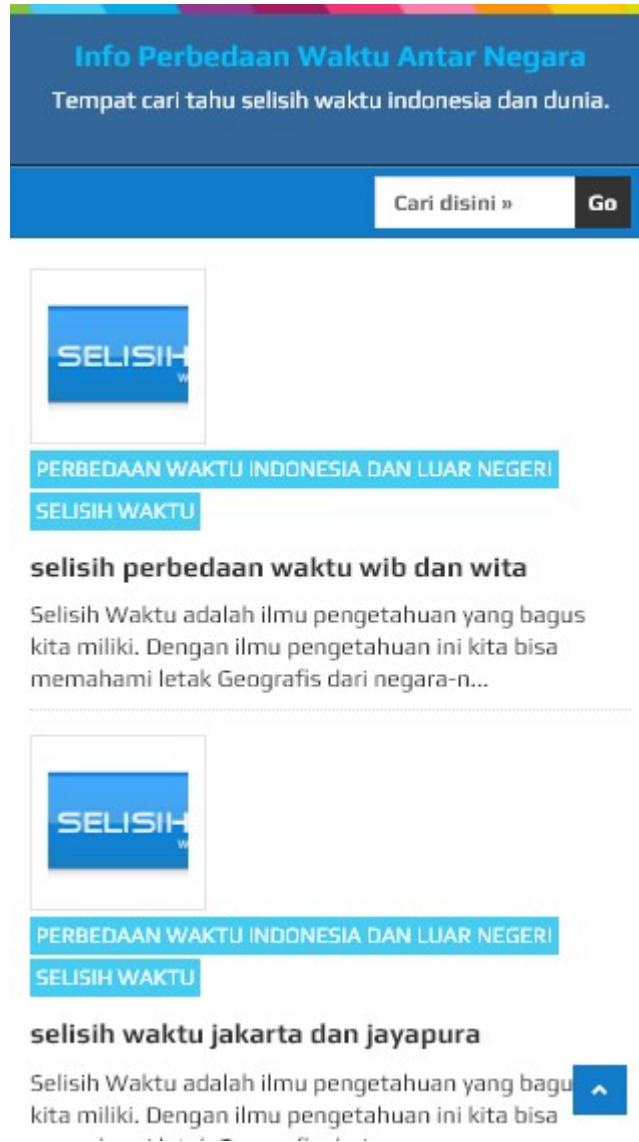 Info Perbedaan Waktu Antar Negara
Tempat cari tahu selisih waktu indonesia dan dunia.
Cari disini »
Go
SELISIH
W
PERBEDAAN WAKTU INDONESIA DAN LUAR NEGERI
SELISIH WAKTU
selisih perbedaan waktu wib dan wita
Selisih Waktu adalah ilmu pengetahuan yang bagus
kita miliki. Dengan ilmu pengetahuan ini kita bisa
memahami letak Geografis dari negara-n...
SELISIH
W
PERBEDAAN WAKTU INDONESIA DAN LUAR NEGERI
SELISIH WAKTU
selisih waktu jakarta dan jayapura
Selisih Waktu adalah ilmu pengetahuan yang bagu
kita miliki. Dengan ilmu pengetahuan ini kita bisa